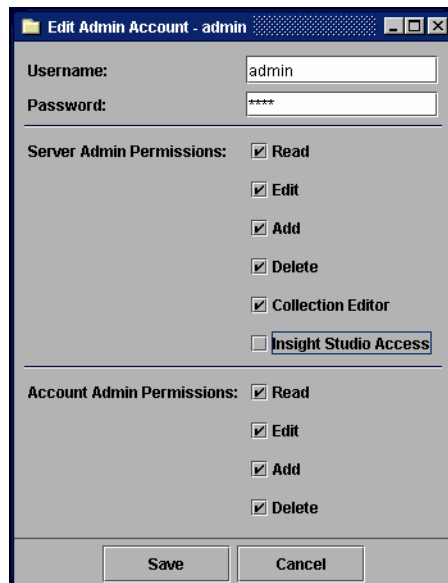 Edit Admin Account - admin
Username: admin
Password: ****
Server Admin Permissions: Read
Edit
Add
Delete
Collection Editor
Insight Studio Access
Account Admin Permissions: Read
Edit
Add
Delete
Save Cancel